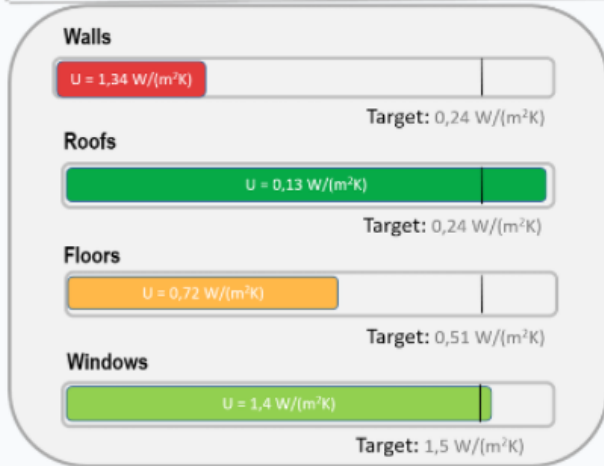 Walls
U = 1,34 W/(m²K)
Target: 0,24 W/(m²K)
Roofs
U = 0,13 W/(m²K)
Target: 0,24 W/(m²K)
Floors
U = 0,72 W/(m²K)
Target: 0,51 W/(m²K)
Windows
U = 1,4 W/(m²K)
Target: 1,5 W/(m²K)